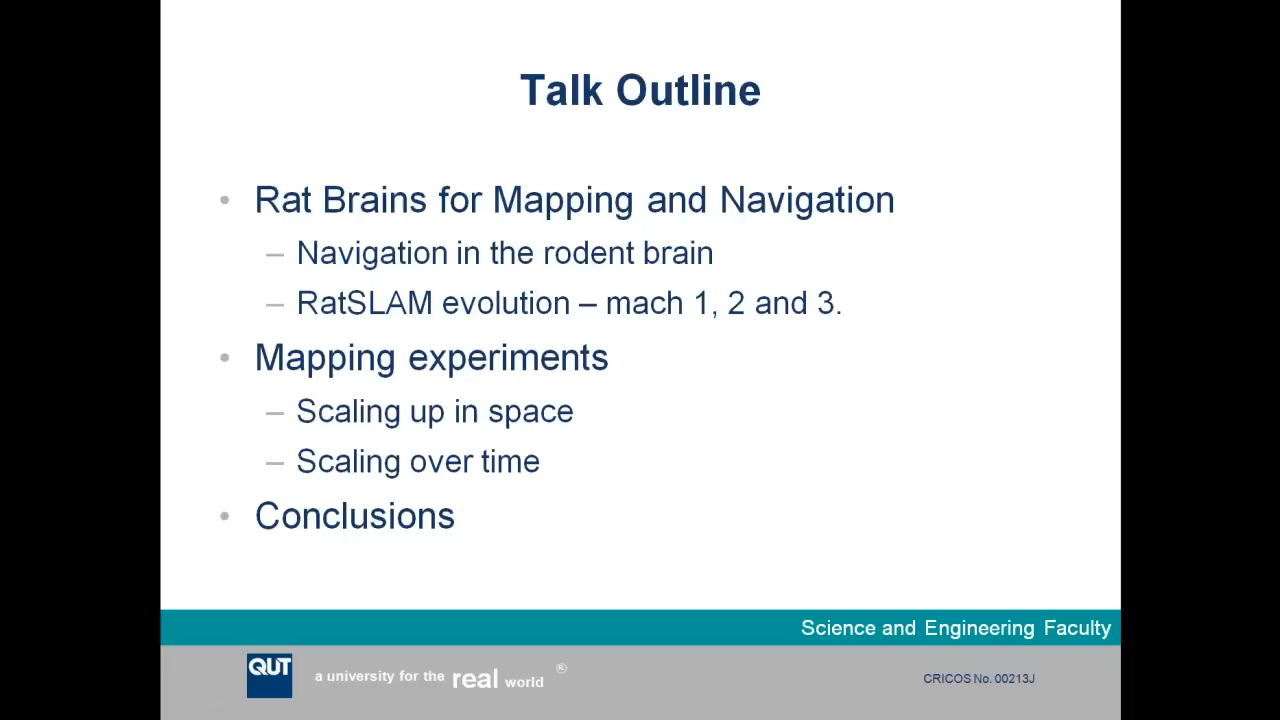 Talk Outline
• Rat Brains for Mapping and Navigation
– Navigation in the rodent brain
– RatSLAM evolution – mach 1, 2 and 3.
• Mapping experiments
– Scaling up in space
– Scaling over time
• Conclusions
Science and Engineering Faculty
QUT a university for the real world ®
CRICOS No. 00213J